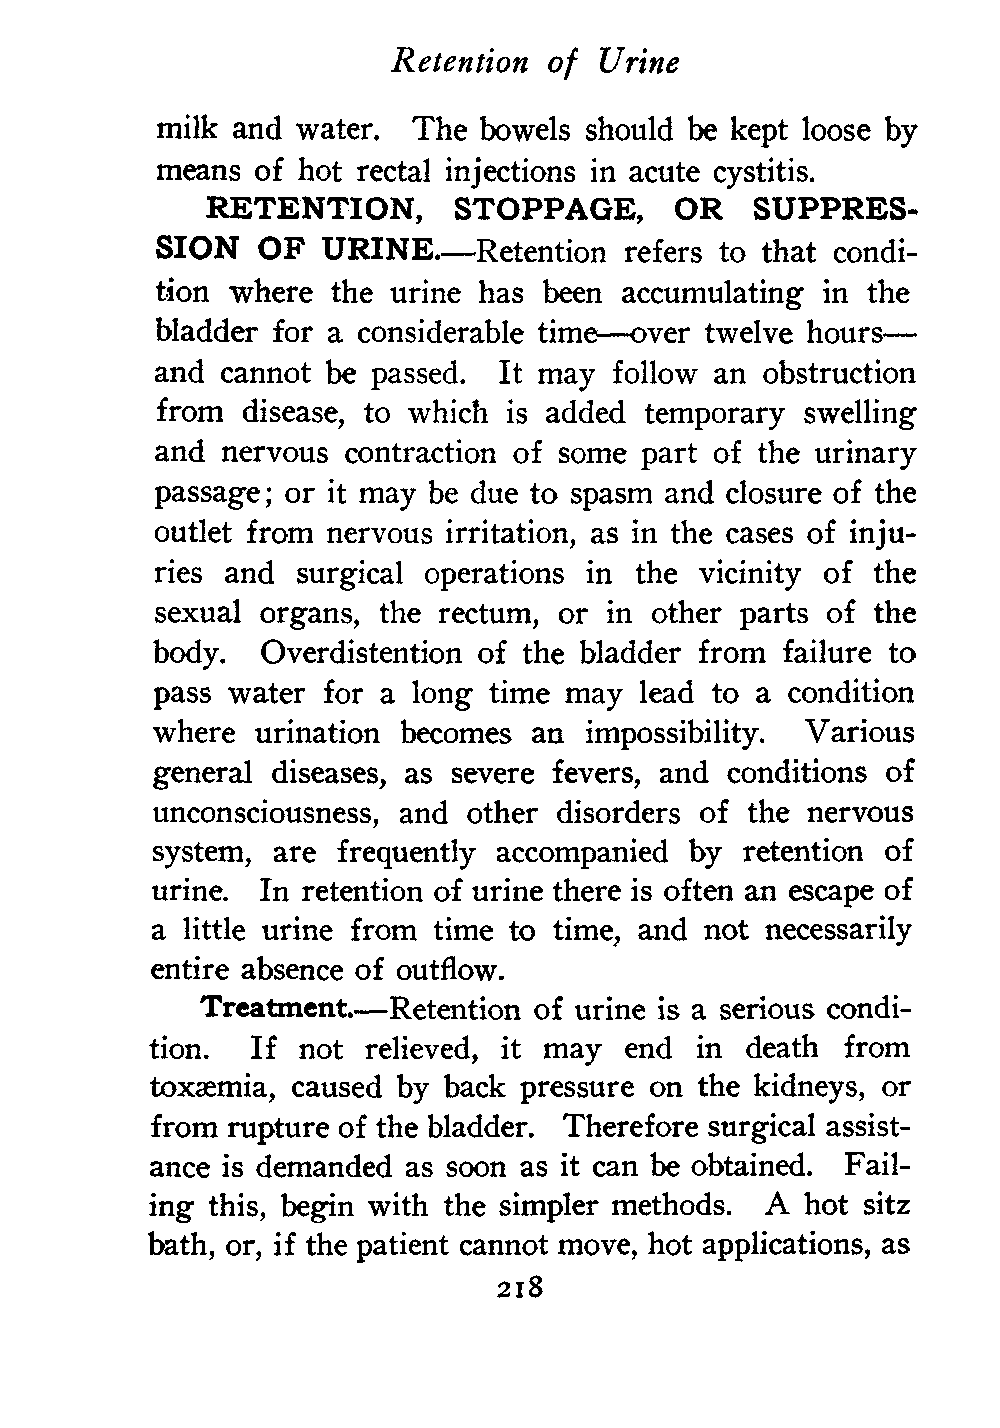 Retention of Urine
milk and water. The bowels should be kept loose by
means of hot rectal injections in acute cystitis.
RETENTION, STOPPAGE, OR SUPPRES-
SION OF URINE.—Retention refers to that condi-
tion where the urine has been accumulating in the
bladder for a considerable time—over twelve hours—
and cannot be passed. It may follow an obstruction
from disease, to which is added temporary swelling
and nervous contraction of some part of the urinary
passage; or it may be due to spasm and closure of the
outlet from nervous irritation, as in the cases of inju-
ries and surgical operations in the vicinity of the
sexual organs, the rectum, or in other parts of the
body. Overdistention of the bladder from failure to
pass water for a long time may lead to a condition
where urination becomes an impossibility. Various
general diseases, as severe fevers, and conditions of
unconsciousness, and other disorders of the nervous
system, are frequently accompanied by retention of
urine. In retention of urine there is often an escape of
a little urine from time to time, and not necessarily
entire absence of outflow.
Treatment.—Retention of urine is a serious condi-
tion. If not relieved, it may end in death from
toxæmia, caused by back pressure on the kidneys, or
from rupture of the bladder. Therefore surgical assist-
ance is demanded as soon as it can be obtained. Fail-
ing this, begin with the simpler methods. A hot sitz
bath, or, if the patient cannot move, hot applications, as
218